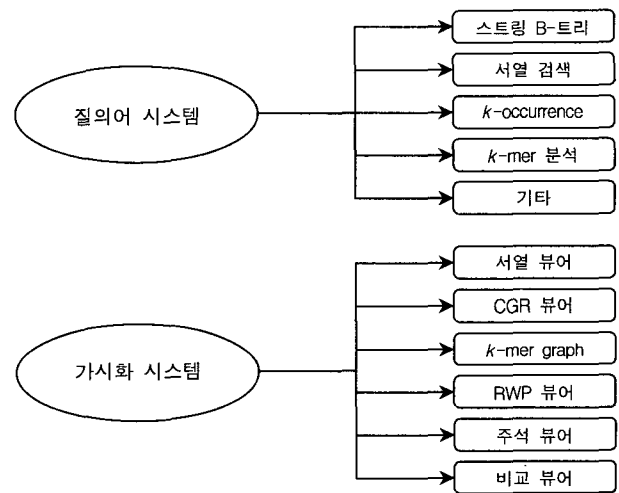 스트링 B-트리
서열 검색
질의어 시스템
k-occurrence
k-mer 분석
기타
서열 뷰어
CGR 뷰어
k-mer graph
가시화 시스템
RWP 뷰어
주석 뷰어
비교 뷰어